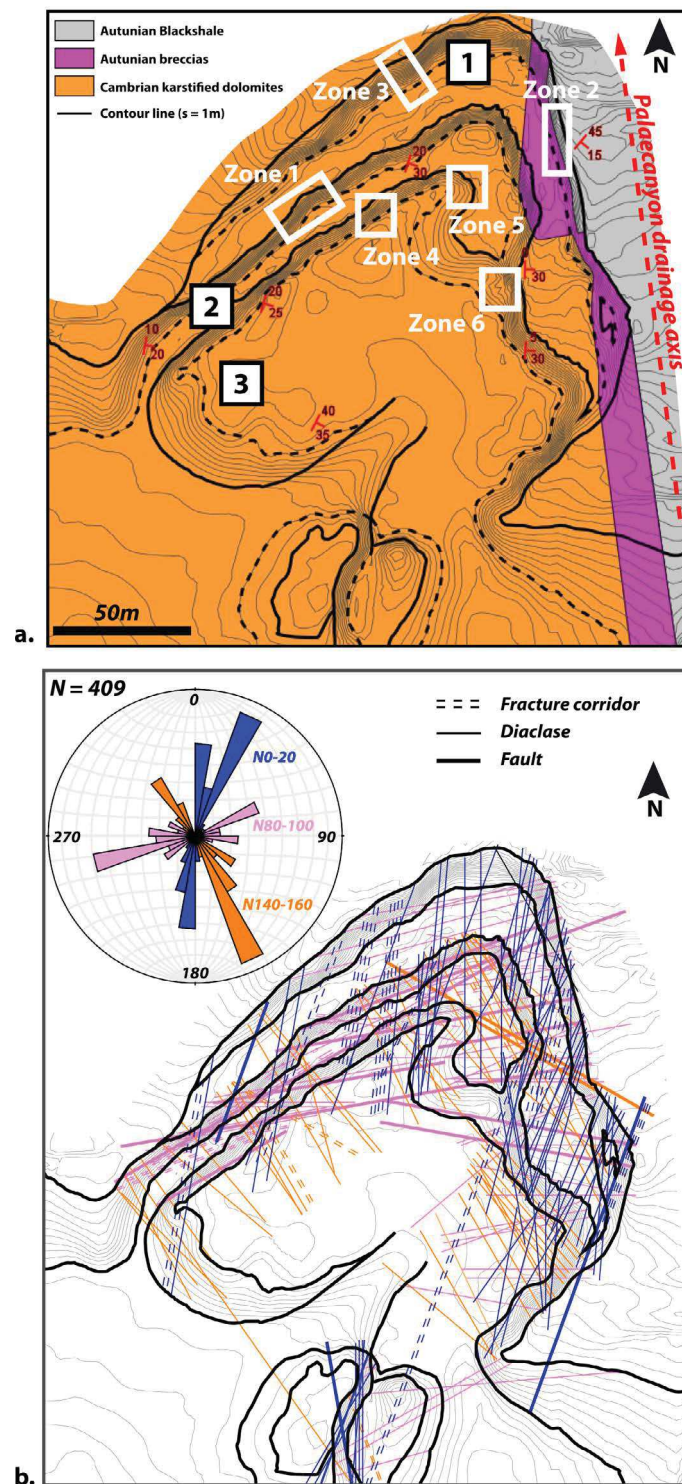 Autunian Blackshale
Autunian breccias
Cambrian karstified dolomites
Contour line (s = 1m)
N
1
Zone 3
Zone 2
45
15
Palaecanyon drainage axis
20
30
Zone 1
Zone 5
Zone 4
30
2
20
25
Zone 6
10
20
5
30
3
40
35
50m
a.
N = 409
0
N0-20
N80-100
270
90
N140-160
180
Fracture corridor
Diaclase
Fault
N
b.